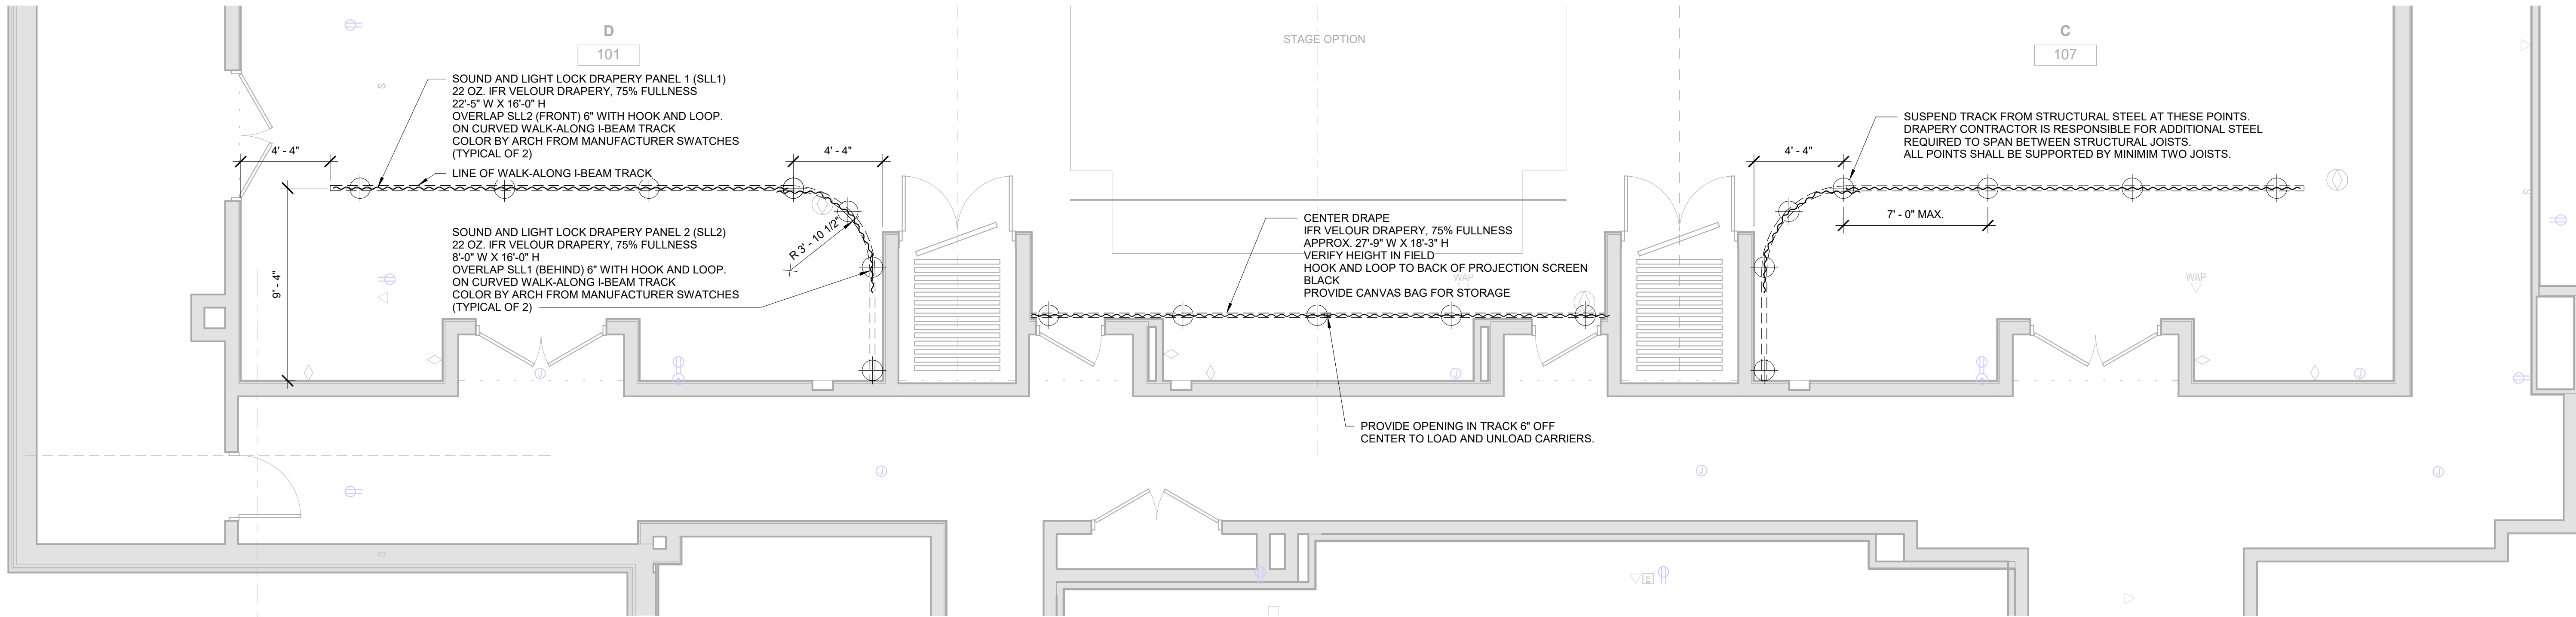 D
101
STAGE OPTION
C
107
SOUND AND LIGHT LOCK DRAPERY PANEL 1 (SLL1)
22 OZ. IFR VELOUR DRAPERY, 75% FULLNESS
22'-5" W X 16'-0" H
OVERLAP SLL2 (FRONT) 6" WITH HOOK AND LOOP.
ON CURVED WALK-ALONG I-BEAM TRACK
COLOR BY ARCH FROM MANUFACTURER SWATCHES
(TYPICAL OF 2)
LINE OF WALK-ALONG I-BEAM TRACK
4' - 4"
4' - 4"
9' - 4"
R 3' - 10 1/2"
SOUND AND LIGHT LOCK DRAPERY PANEL 2 (SLL2)
22 OZ. IFR VELOUR DRAPERY, 75% FULLNESS
8'-0" W X 16'-0" H
OVERLAP SLL1 (BEHIND) 6" WITH HOOK AND LOOP.
ON CURVED WALK-ALONG I-BEAM TRACK
COLOR BY ARCH FROM MANUFACTURER SWATCHES
(TYPICAL OF 2)
CENTER DRAPE
IFR VELOUR DRAPERY, 75% FULLNESS
APPROX. 27'-9" W X 18'-3" H
VERIFY HEIGHT IN FIELD
HOOK AND LOOP TO BACK OF PROJECTION SCREEN
BLACK
PROVIDE CANVAS BAG FOR STORAGE
WAP
PROVIDE OPENING IN TRACK 6" OFF
CENTER TO LOAD AND UNLOAD CARRIERS.
SUSPEND TRACK FROM STRUCTURAL STEEL AT THESE POINTS.
DRAPERY CONTRACTOR IS RESPONSIBLE FOR ADDITIONAL STEEL
REQUIRED TO SPAN BETWEEN STRUCTURAL JOISTS.
ALL POINTS SHALL BE SUPPORTED BY MINIMIM TWO JOISTS.
4' - 4"
7' - 0" MAX.
WAP
S
S
S
J
J
J
J
J
J